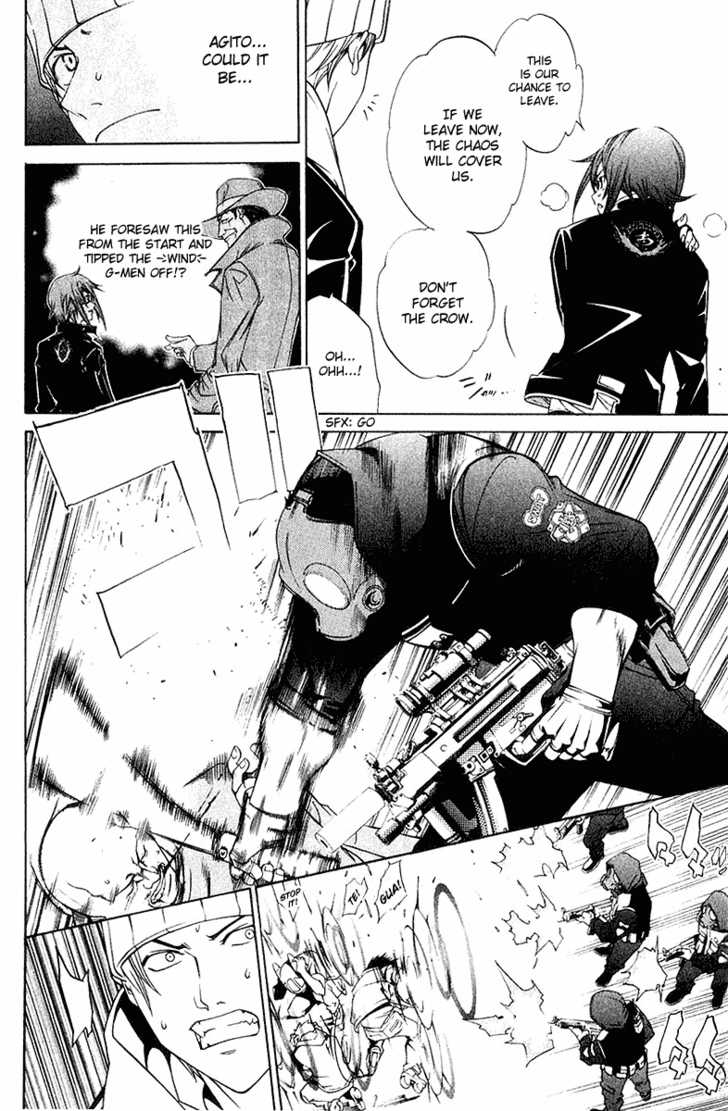 THIS
IS OUR
CHANCE TO
LEAVE.
IF WE
LEAVE NOW,
THE CHAOS
WILL COVER
US.
DON'T
FORGET
THE CROW.
OH...
OHH...!
AGITO...
COULD IT
BE...
HE FORESAW THIS
FROM THE START AND
TIPPED THE -WIND-
G-MEN OFF!?
SFX: GO
GUA!
TE!
STOP
IT!